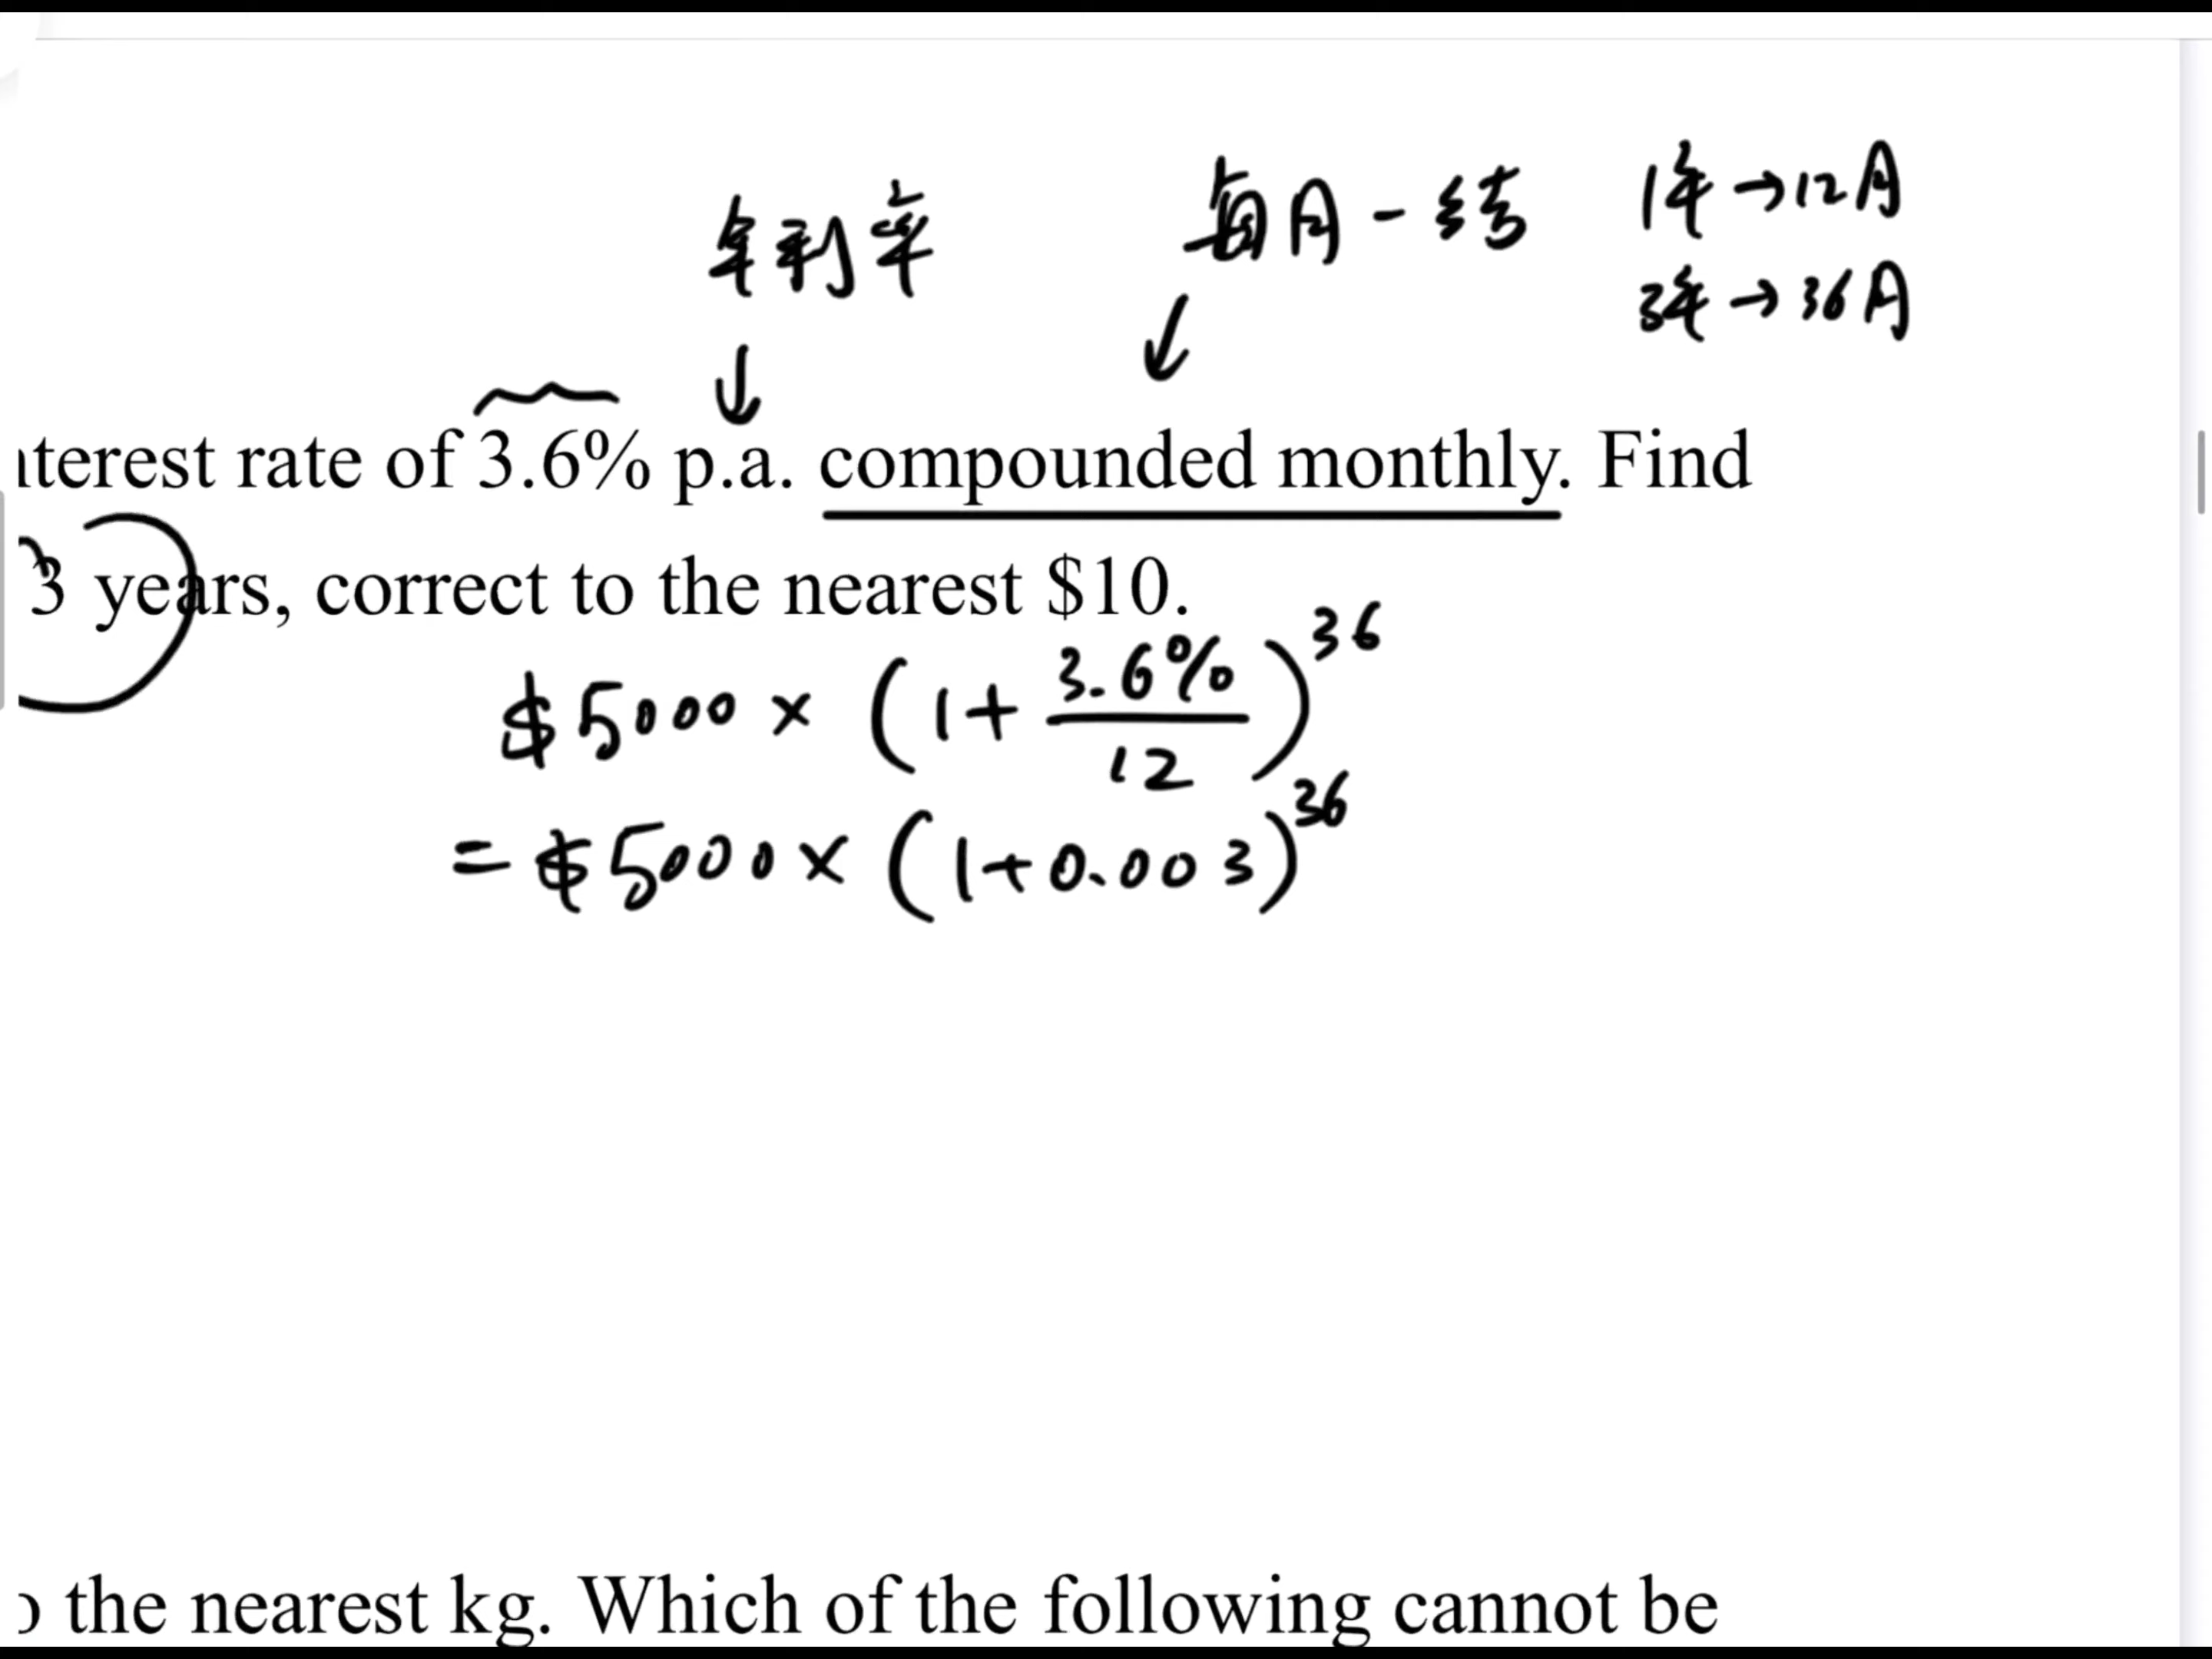 年利率 每月一结 1年→12月
3年→36月
terest rate of 3.6% p.a. compounded monthly. Find
3 years, correct to the nearest $10.
$5000 × (1+3.6%/12)^36
= $5000 × (1+0.003)^36
the nearest kg. Which of the following cannot be